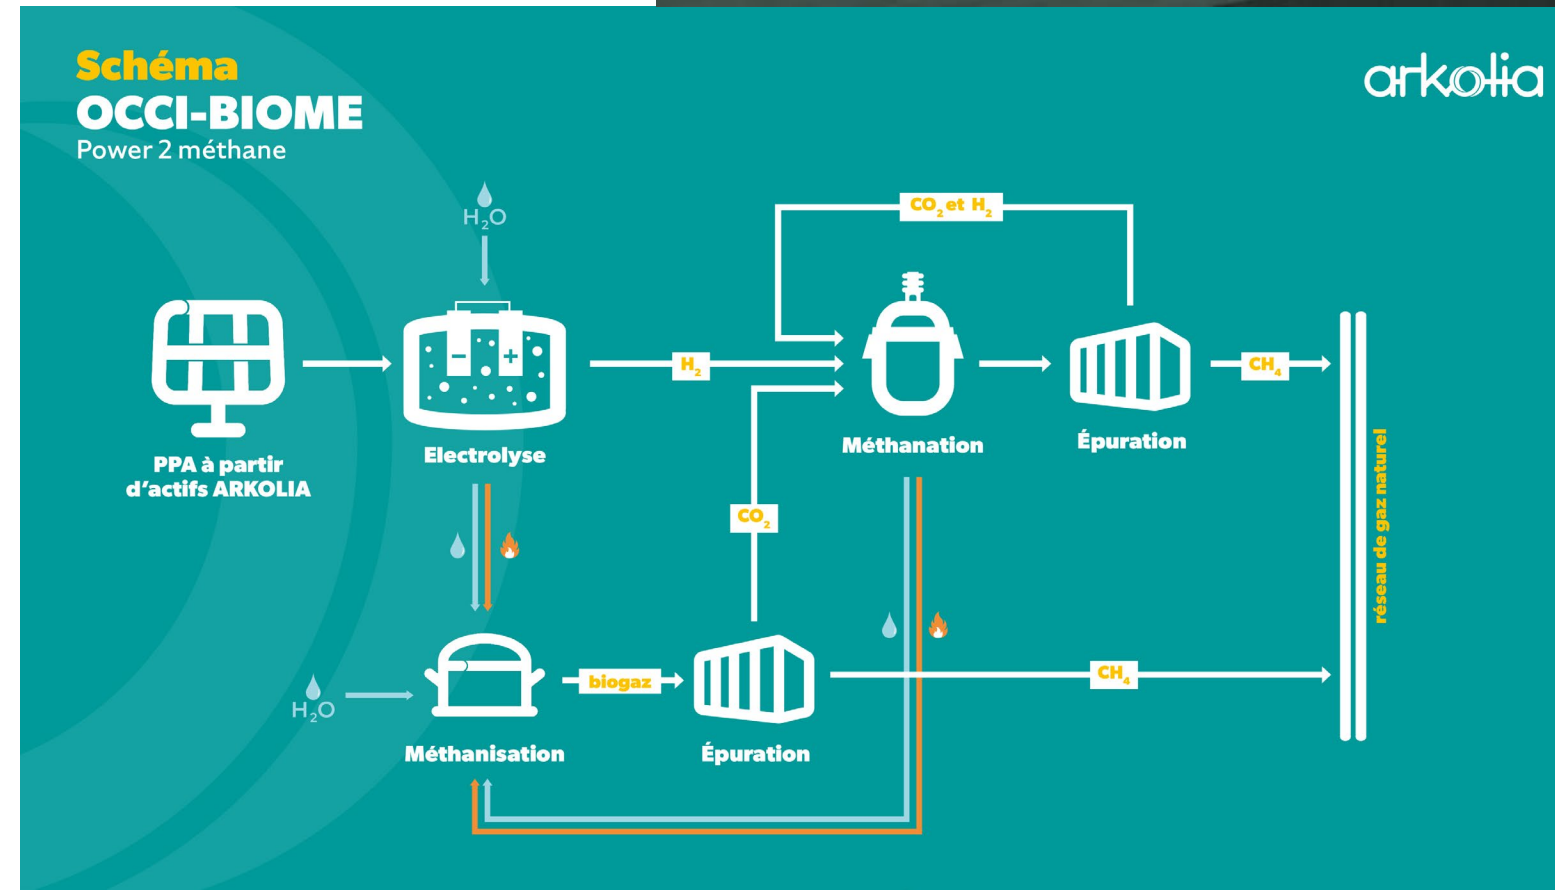 Schéma
OCCI-BIOME
Power 2 méthane
arkolia
H₂O
CO₂ et H₂
H₂
CH₄
PPA à partir
d'actifs ARKOLIA
Electrolyse
Méthanation
Épuration
réseau de gaz naturel
CO₂
H₂O
biogaz
CH₄
Méthanisation
Épuration